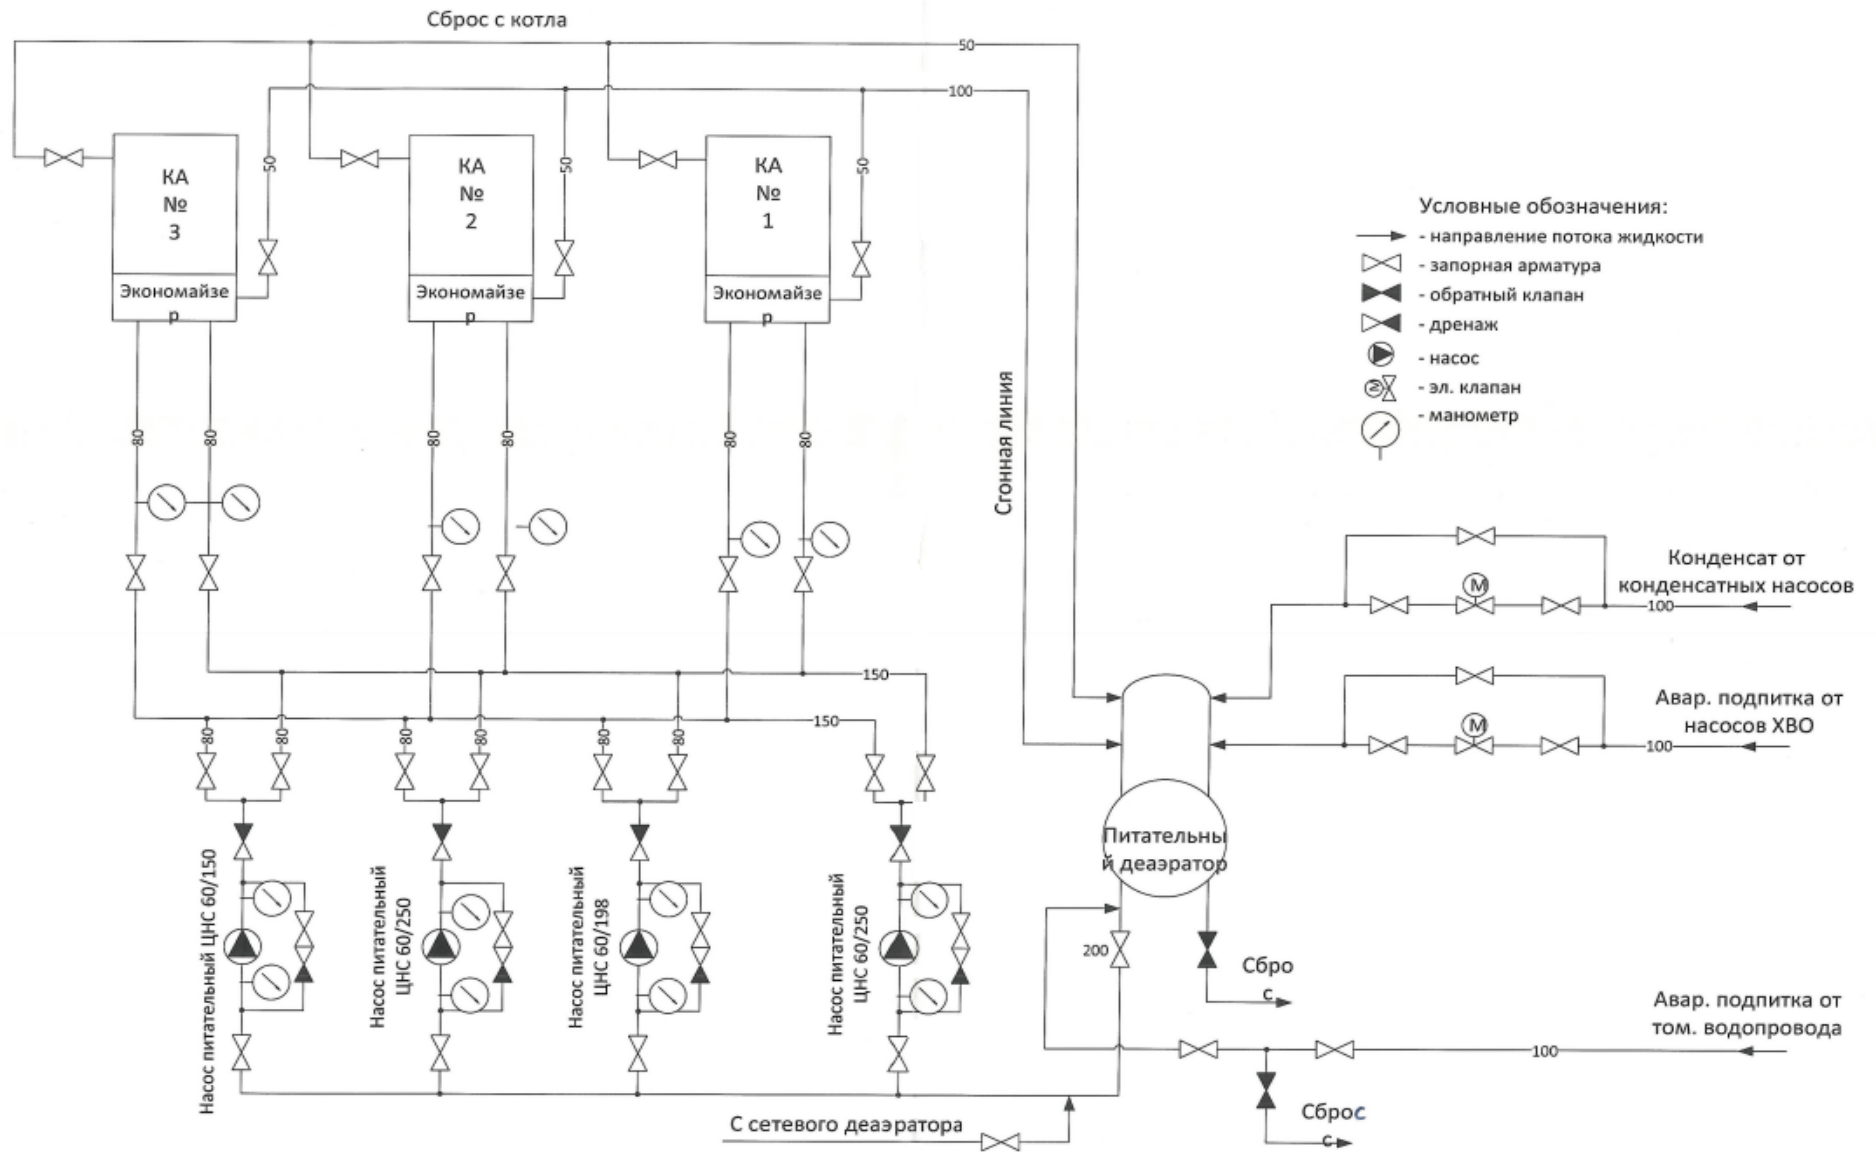 Сброс с котла
50
100
КА
№
3
50
КА
№
2
50
КА
№
1
50
Экономайзе
р
Экономайзе
р
Экономайзе
р
Условные обозначения:
- направление потока жидкости
- запорная арматура
- обратный клапан
- дренаж
- насос
М
- эл. клапан
- манометр
80
80
80
80
80
80
Сгонная линия
150
150
80
80
80
80
80
80
Конденсат от
конденсатных насосов
М
100
Авар. подпитка от
насосов ХВО
М
100
Питательны
й деаэратор
Насос питательный ЦНС 60/150
Насос питательный
ЦНС 60/250
Насос питательный
ЦНС 60/198
Насос питательный
ЦНС 60/250
200
Сбро
с
Авар. подпитка от
том. водопровода
100
Сброс
с
С сетевого деаэратора